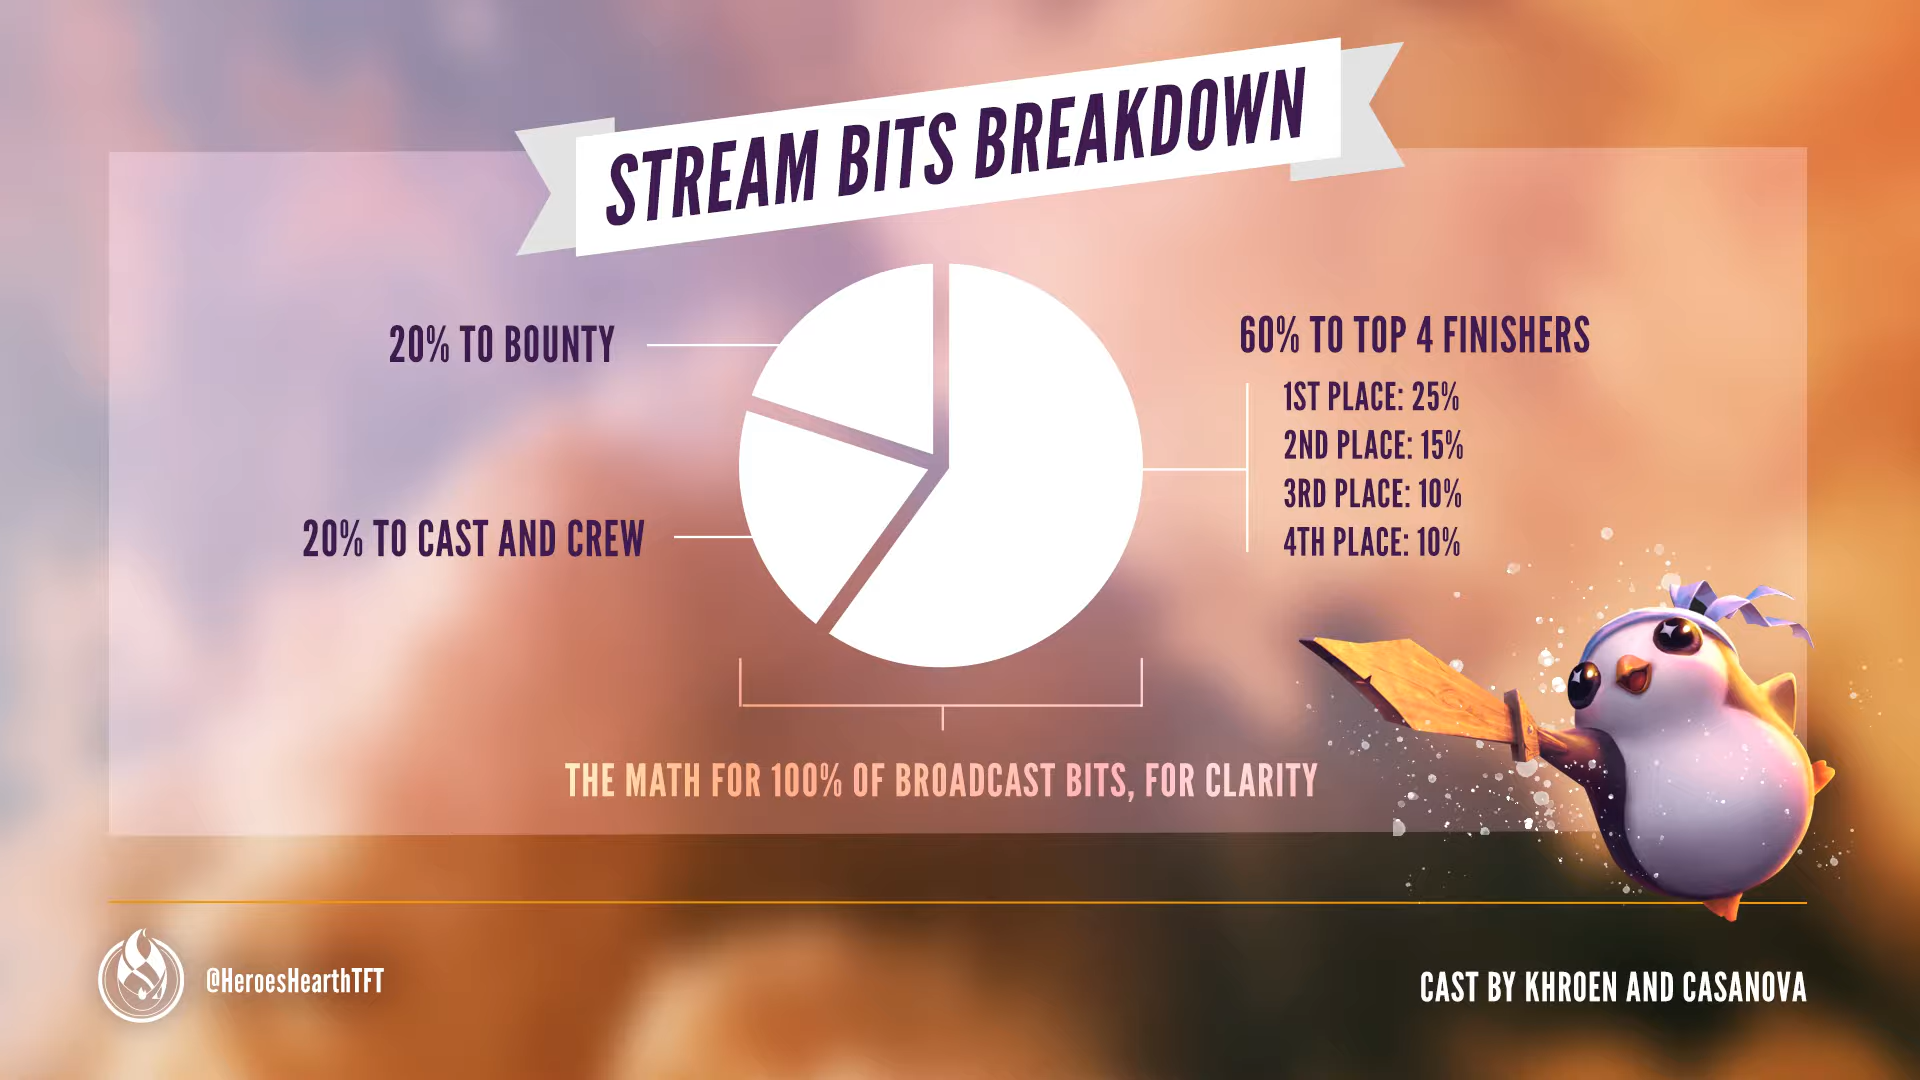 STREAM BITS BREAKDOWN
20% TO BOUNTY
20% TO CAST AND CREW
60% TO TOP 4 FINISHERS
1ST PLACE: 25%
2ND PLACE: 15%
3RD PLACE: 10%
4TH PLACE: 10%
THE MATH FOR 100% OF BROADCAST BITS, FOR CLARITY
@HeroesHearthTFT
CAST BY KHROEN AND CASANOVA